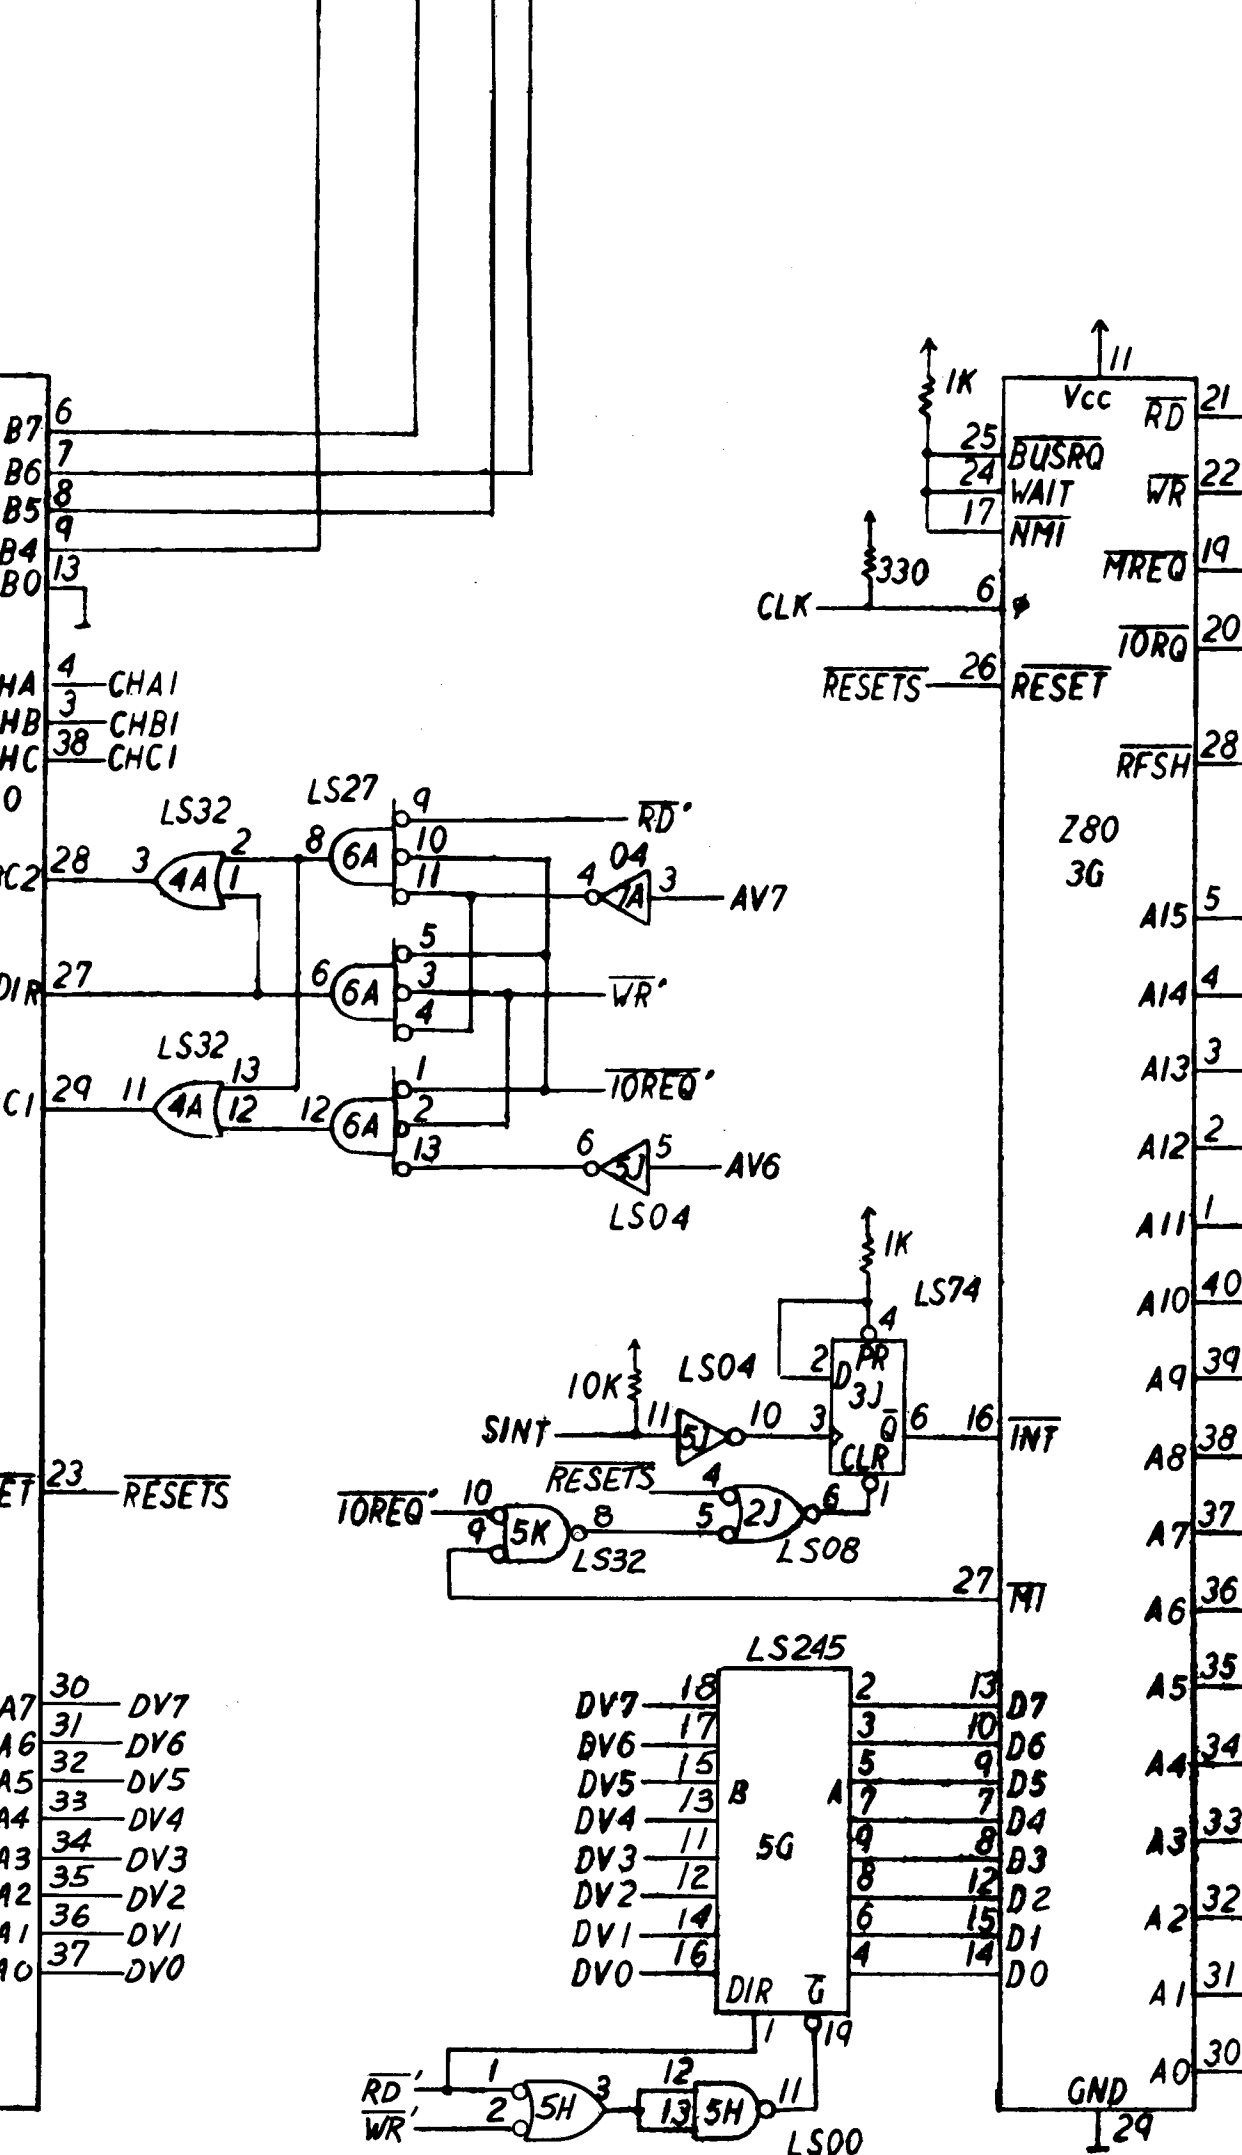 11
1K
Vcc
RD 21
B7 6
25 BUSRQ
B6 7
24 WAIT
WR 22
B5 8
17 NMI
B4 9
330
MREQ 19
B0 13
CLK 6 φ
IORQ 20
HA 4 CHA1
RESETS 26 RESET
HB 3 CHB1
HC 38 CHC1
RFSH 28
0
LS32
LS27
9 RD'
Z80
3G
C2 28 3 4A 2 1
8 6A 10 11
04
4 7A 3 AV7
A15 5
5
DIR 27
6 6A 3 WR'
4
A14 4
LS32
13
1 IOREQ'
A13 3
C1 29 11 4A 12
12 6A 2
13
6 5J 5 AV6
A12 2
LS04
A11 1
1K
LS74
A10 40
4
PR
2 D
3J
A9 39
10K
LS04
SINT 11 5J 10 3 Q 6 16 INT
A8 38
CLR
1
ET 23 RESETS
RESETS 4
IOREQ' 10
9 5K 8
LS32
5 2J 6
LS08
A7 37
27 M1
A6 36
LS245
A5 35
A7 30 DV7
DV7 18 2 13 D7
A6 31 DV6
DV6 17 3 10 D6
A4 34
A5 32 DV5
DV5 15 B A 5 9 D5
A4 33 DV4
DV4 13 7 7 D4
A3 33
5G
A3 34 DV3
DV3 11 9 8 D3
A2 35 DV2
DV2 12 8 12 D2
A2 32
A1 36 DV1
DV1 14 6 15 D1
A0 37 DV0
DV0 16 4 14 D0
DIR G
A1 31
1 19
A0 30
RD' 1
WR' 2
5H 3
12
13 5H 11
LS00
GND
29